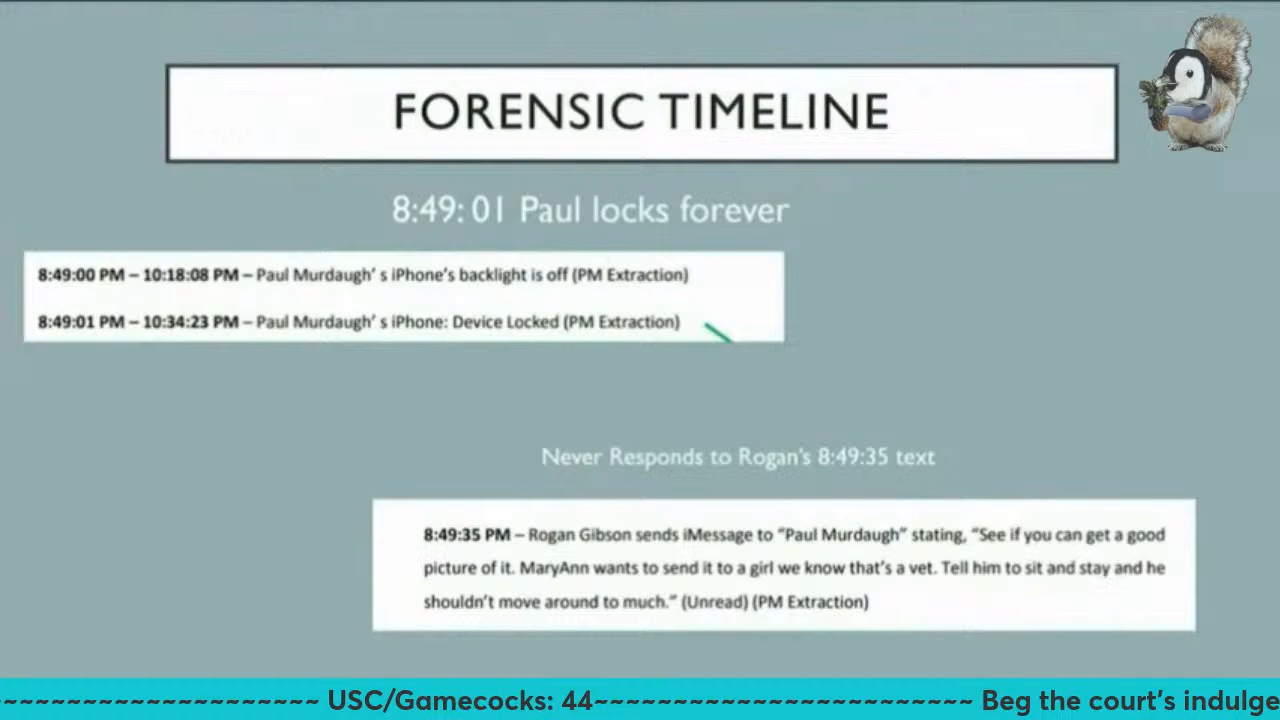 FORENSIC TIMELINE
8:49: 01 Paul locks forever
8:49:00 PM – 10:18:08 PM – Paul Murdaugh' s iPhone's backlight is off (PM Extraction)
8:49:01 PM – 10:34:23 PM – Paul Murdaugh' s iPhone: Device Locked (PM Extraction)
Never Responds to Rogan's 8:49:35 text
8:49:35 PM – Rogan Gibson sends iMessage to "Paul Murdaugh" stating, "See if you can get a good
picture of it. MaryAnn wants to send it to a girl we know that's a vet. Tell him to sit and stay and he
shouldn't move around to much." (Unread) (PM Extraction)
~~~~~~~~~~~~~~~~~~~~~ USC/Gamecocks: 44~~~~~~~~~~~~~~~~~~~~~~~~~ Beg the court's indulge